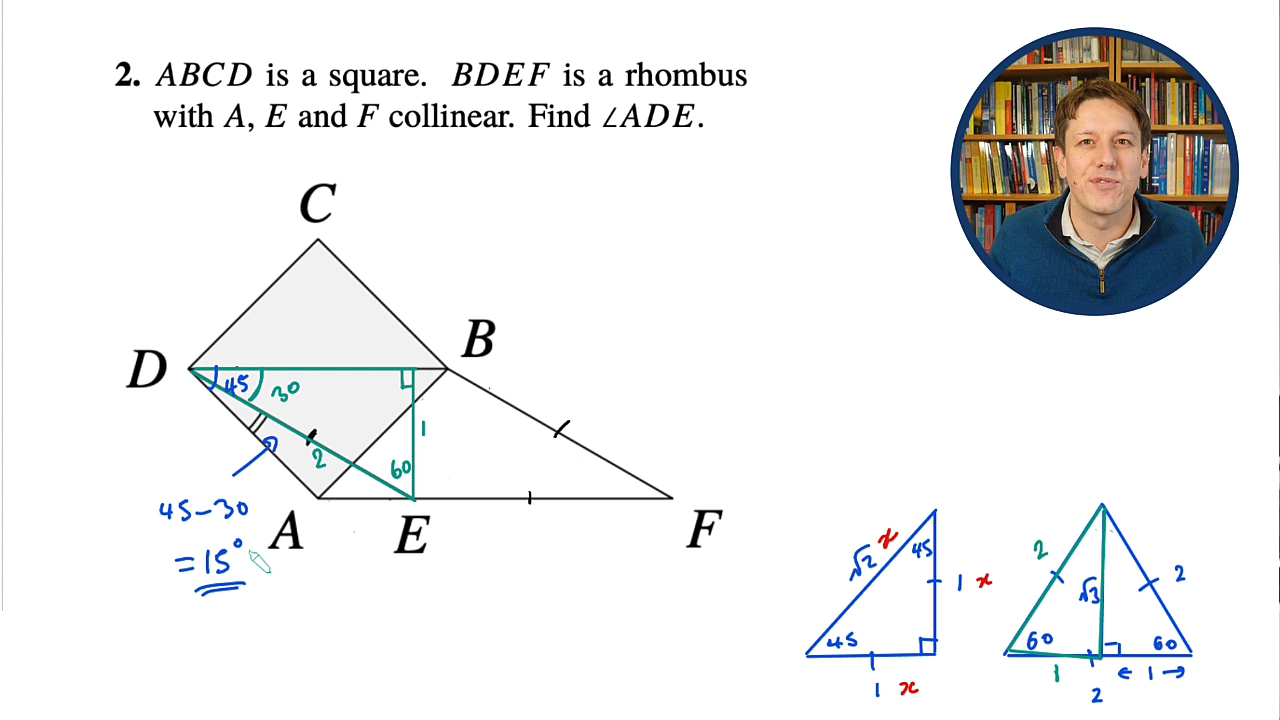 2. ABCD is a square. BDEF is a rhombus
with A, E and F collinear. Find ∠ADE.
C
D
B
45
30
1
2
60
45-30
=15°
A
E
F
√2 x
45
1 x
45
1 x
2
√3
2
60
60
1
← 1 →
2